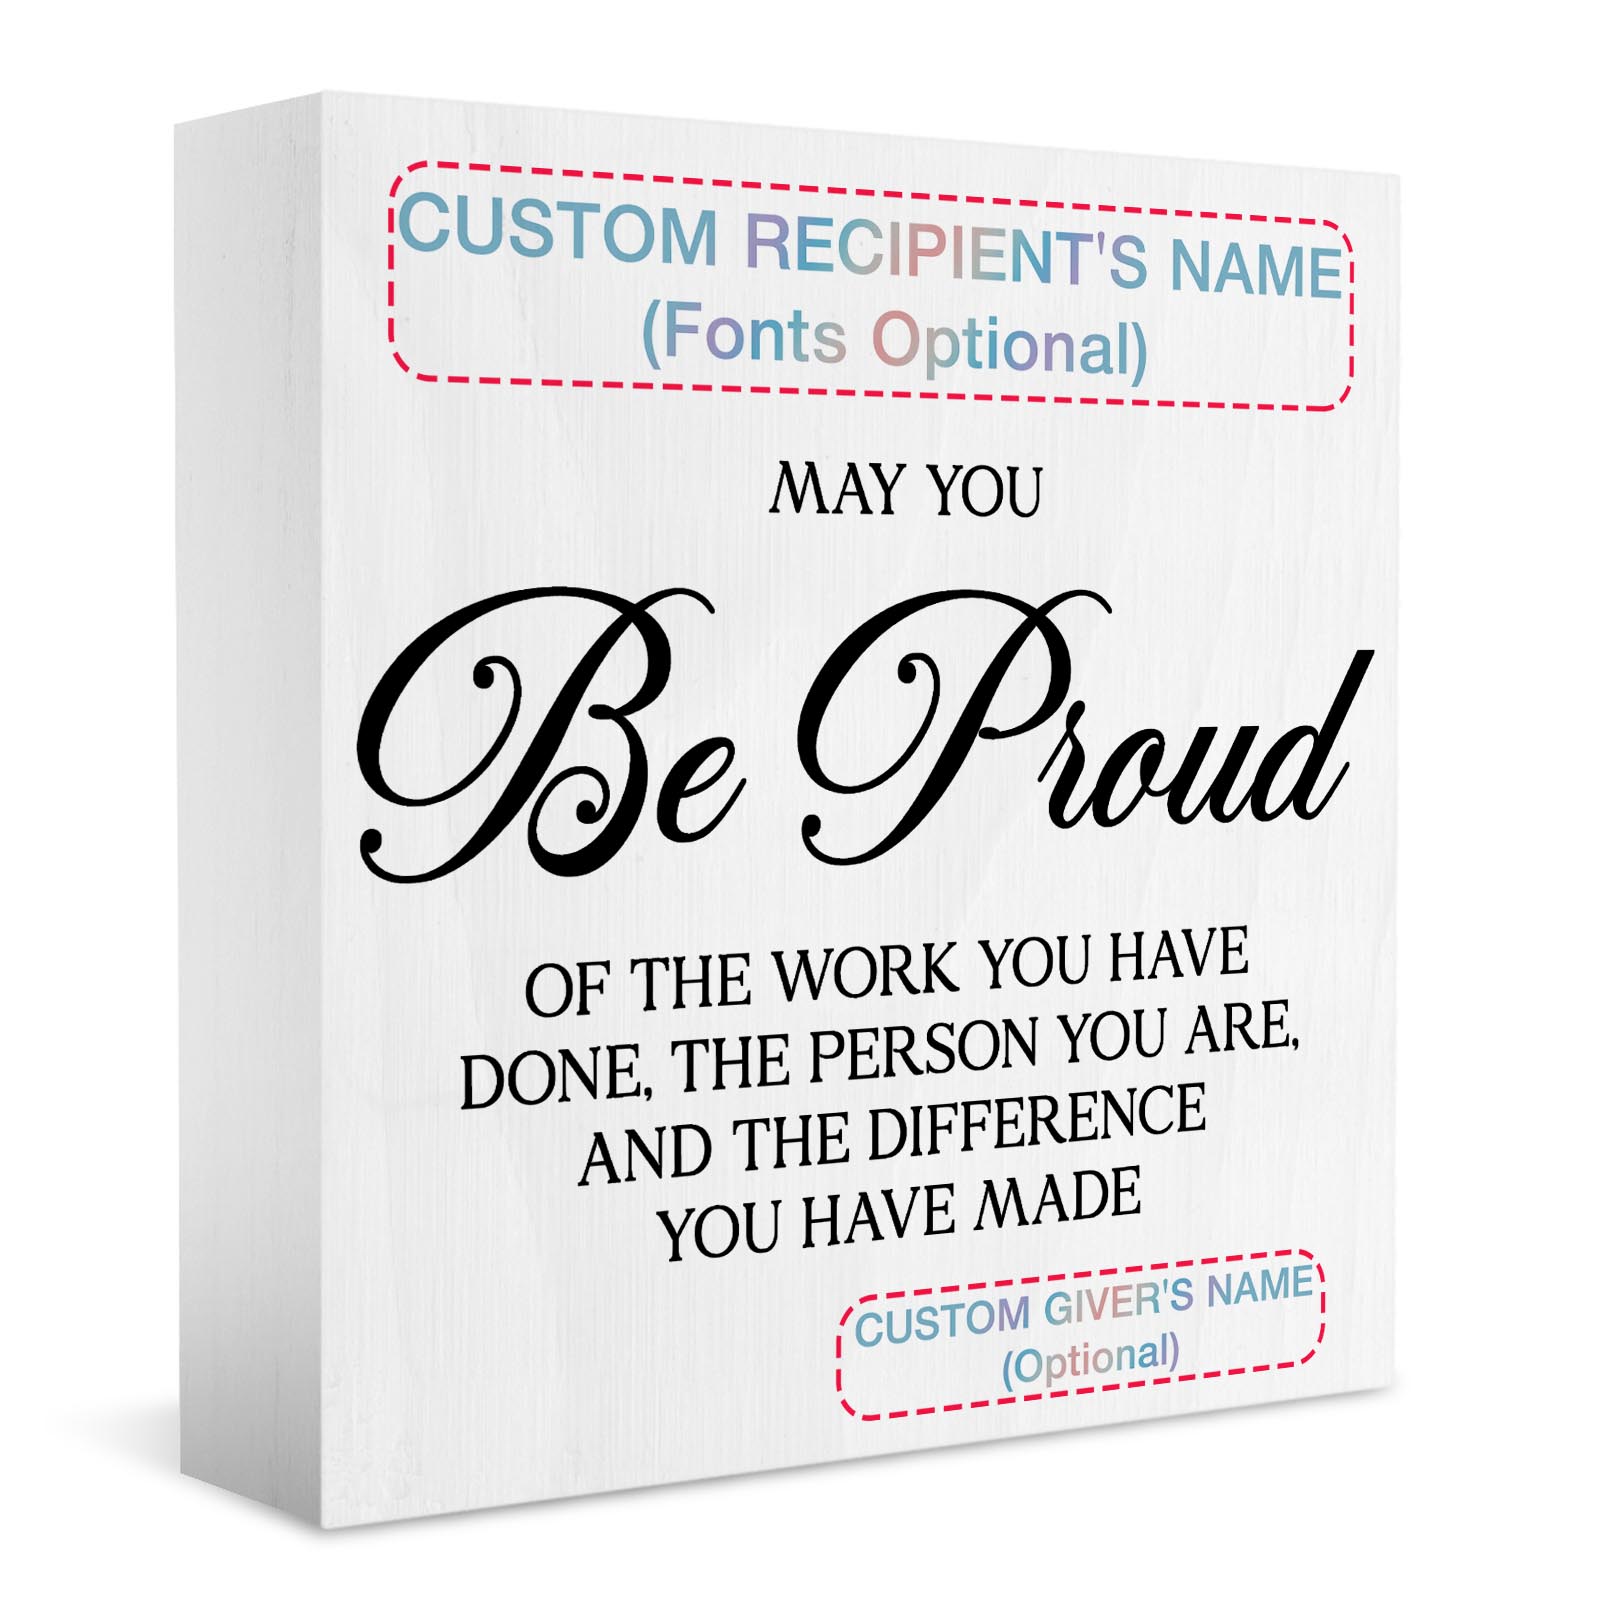 CUSTOM RECIPIENT'S NAME
(Fonts Optional)
MAY YOU
Be Proud
OF THE WORK YOU HAVE
DONE, THE PERSON YOU ARE,
AND THE DIFFERENCE
YOU HAVE MADE
CUSTOM GIVER'S NAME
(Optional)